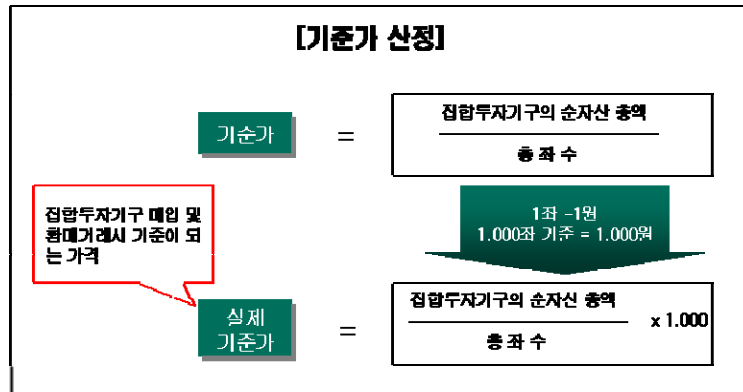 [기준가 산정]
기준가
=
집합투자기구의 순자산 총액
총 좌 수
집합투자기구 매입 및
환매거래시 기준이 되
는 가격
1좌 -1원
1.000좌 기준 = 1.000원
실제
기준가
=
집합투자기구의 순자산 총액
총 좌 수
x 1.000